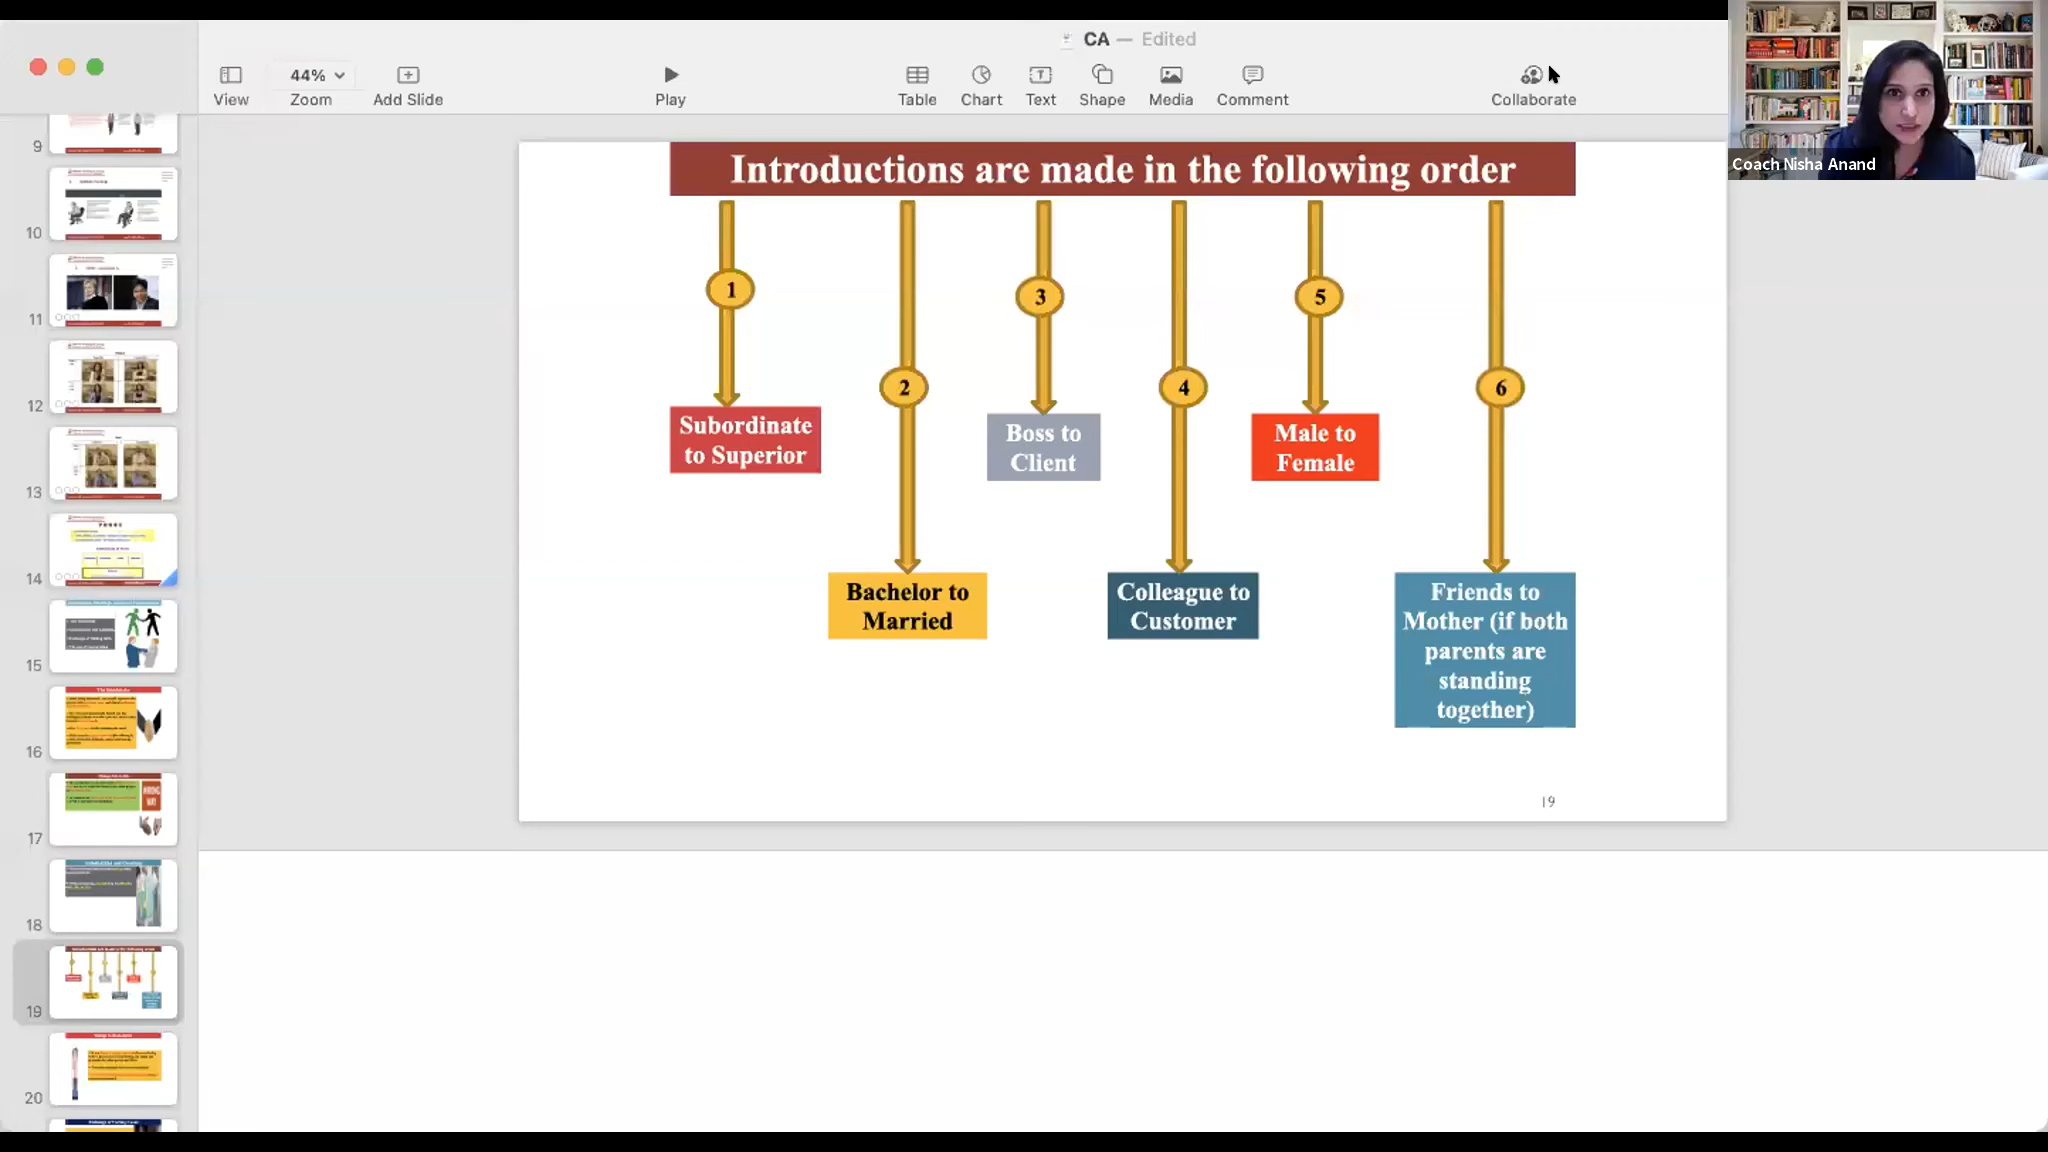 CA — Edited
View
44%
Zoom
Add Slide
Play
Table
Chart
Text
Shape
Media
Comment
Collaborate
Coach Nisha Anand
9
10
11
12
13
14
15
16
17
18
19
20
Introductions are made in the following order
1
2
3
4
5
6
Subordinate
to Superior
Bachelor to
Married
Boss to
Client
Colleague to
Customer
Male to
Female
Friends to
Mother (if both
parents are
standing
together)
19